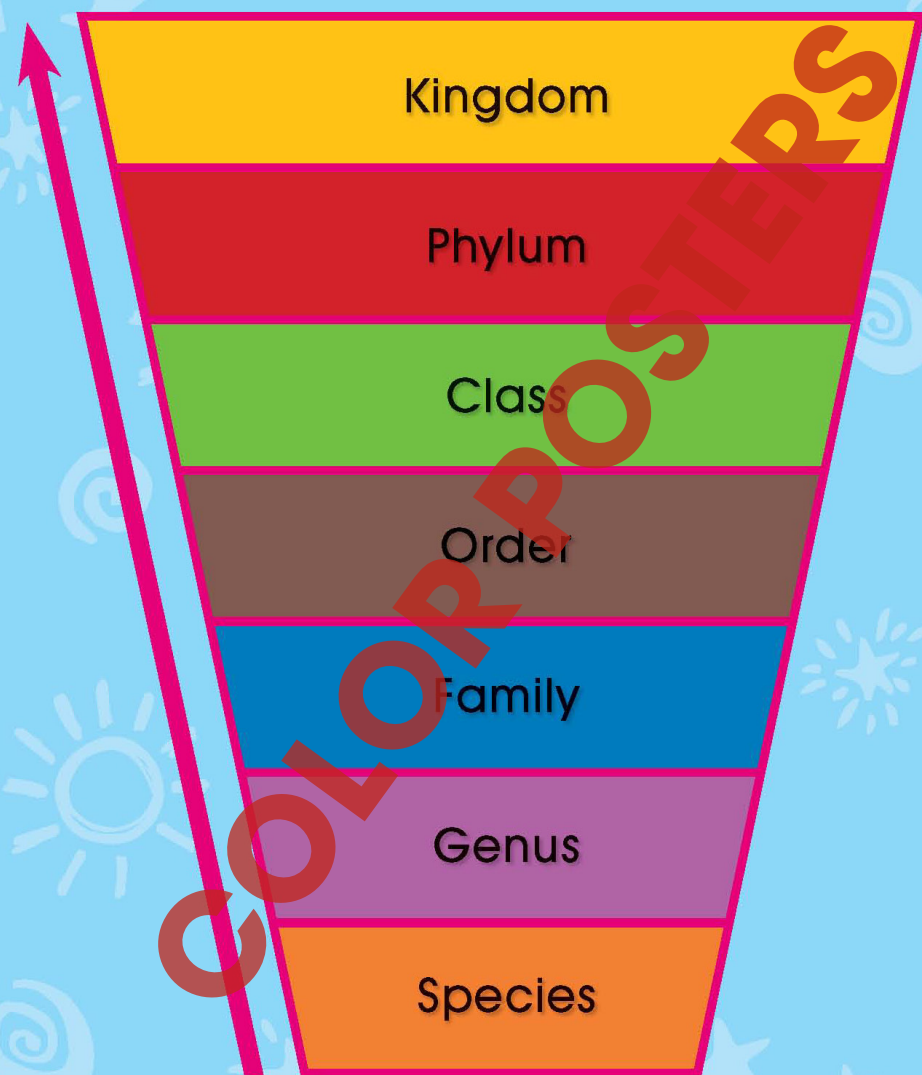 Kingdom
Phylum
Class
Order
Family
Genus
Species
COLOR POSTERS